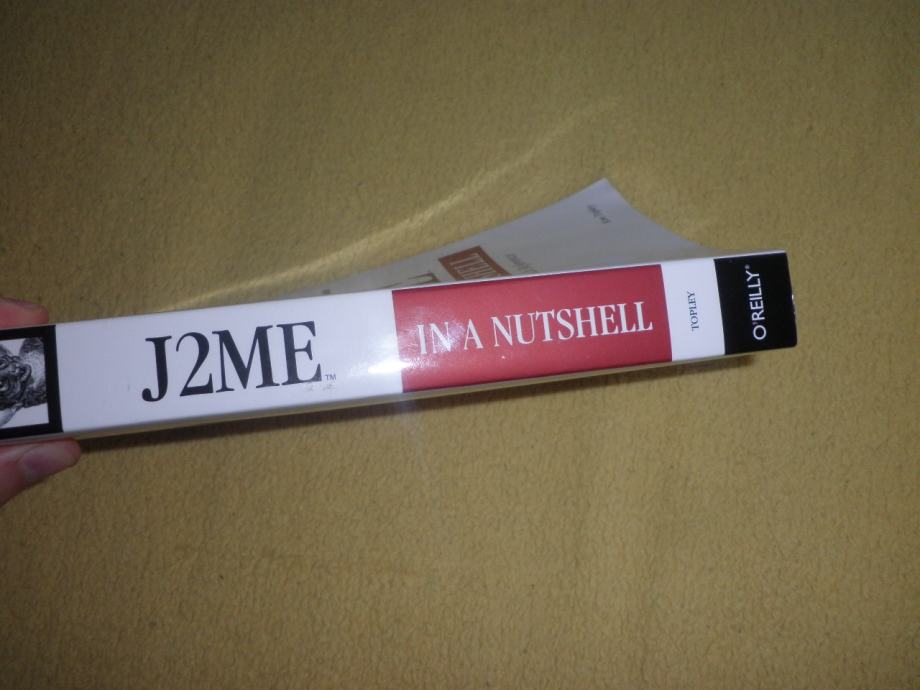 J2ME™
IN A NUTSHELL
TOPLEY
O'REILLY®